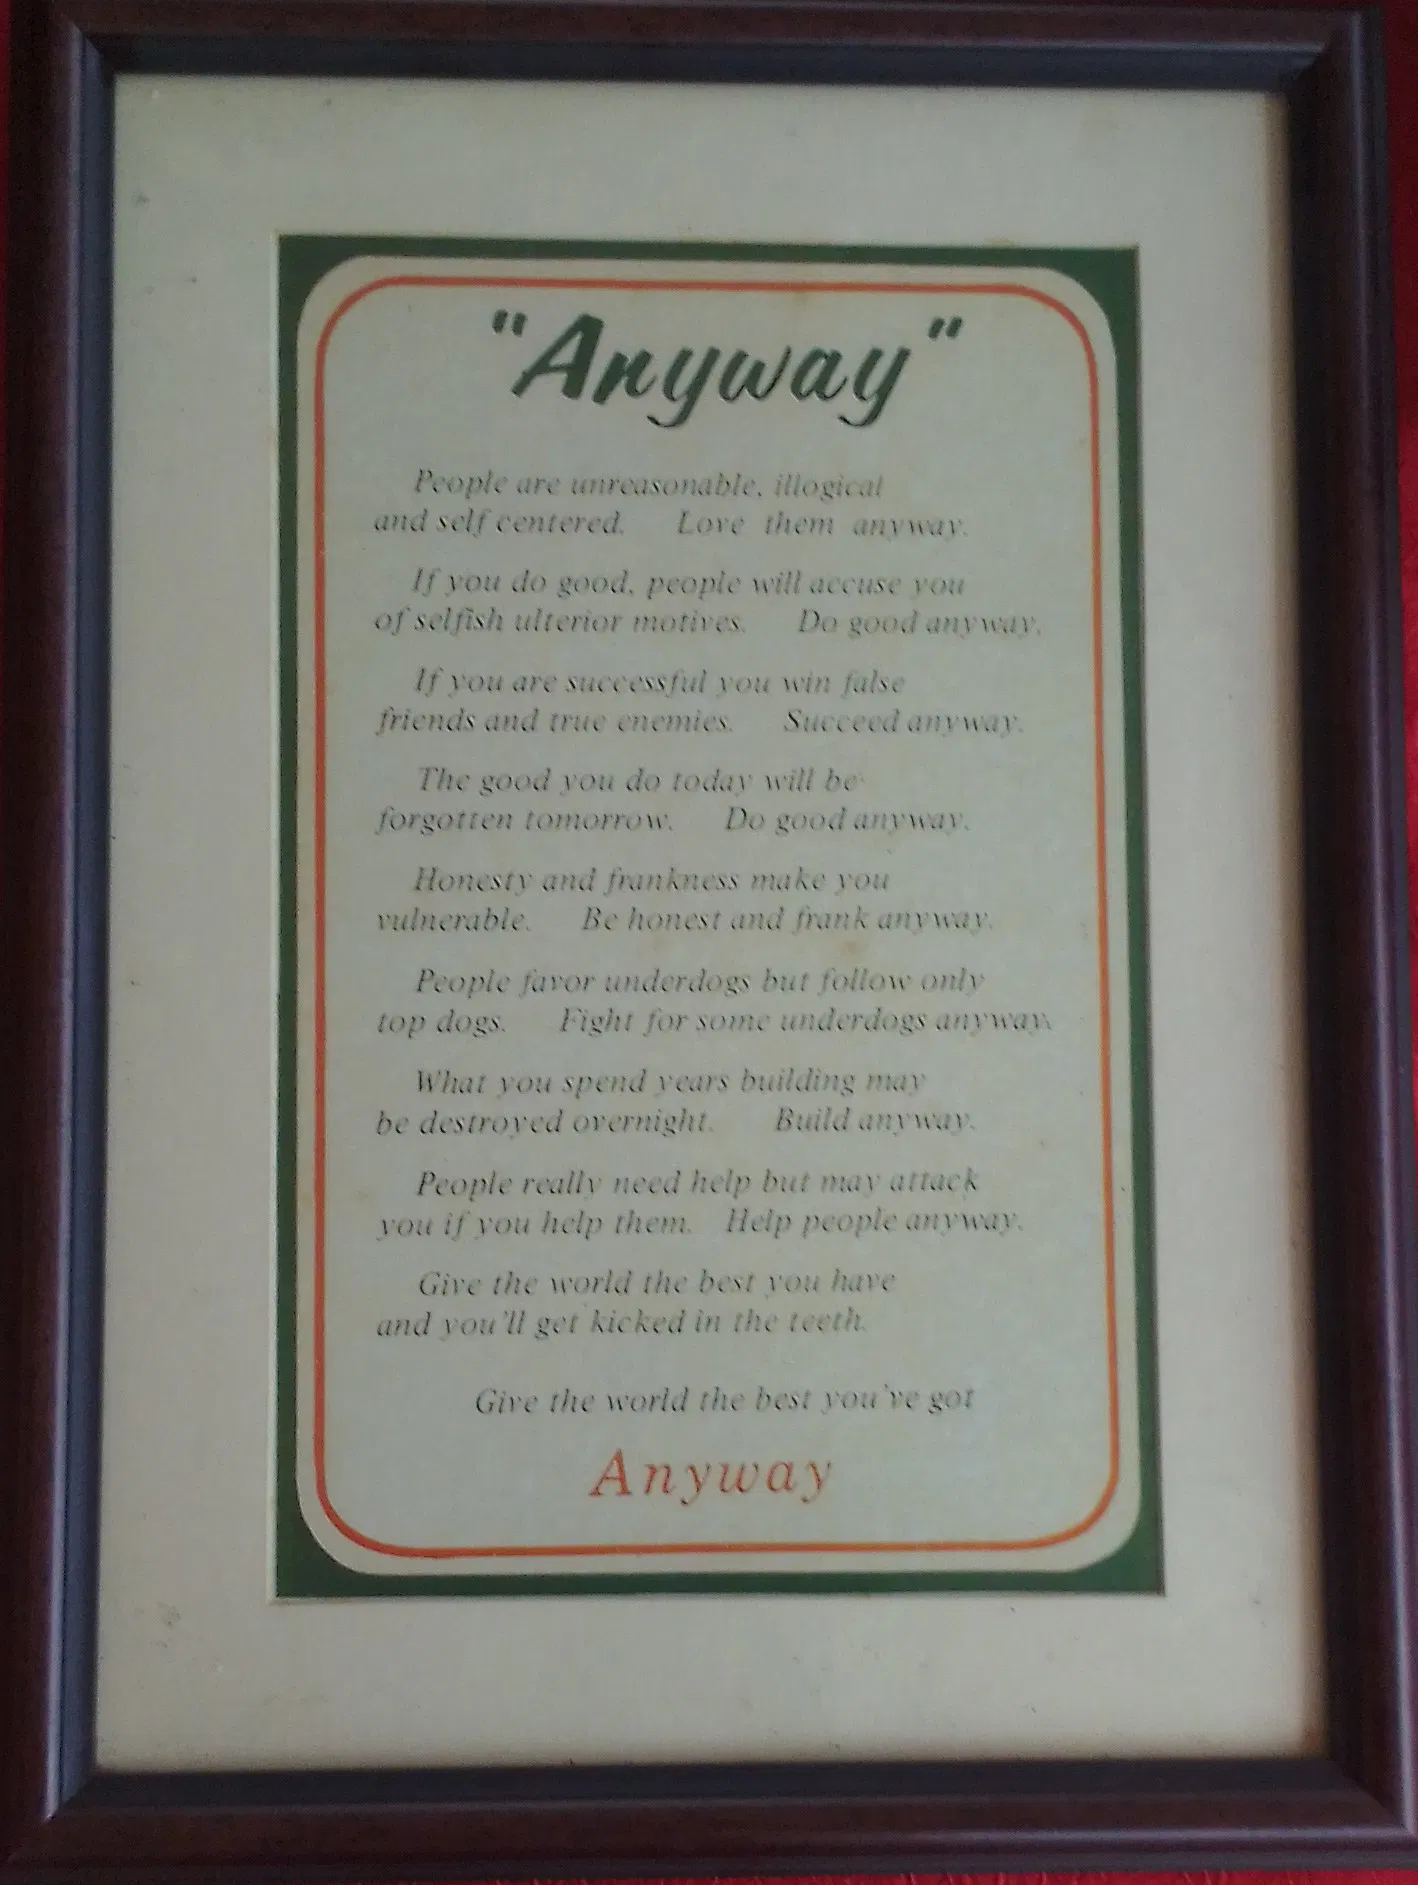 "Anyway"
People are unreasonable, illogical
and self centered. Love them anyway.
If you do good, people will accuse you
of selfish ulterior motives. Do good anyway.
If you are successful you win false
friends and true enemies. Succeed anyway.
The good you do today will be
forgotten tomorrow. Do good anyway.
Honesty and frankness make you
vulnerable. Be honest and frank anyway.
People favor underdogs but follow only
top dogs. Fight for some underdogs anyway.
What you spend years building may
be destroyed overnight. Build anyway.
People really need help but may attack
you if you help them. Help people anyway.
Give the world the best you have
and you'll get kicked in the teeth.
Give the world the best you've got
Anyway